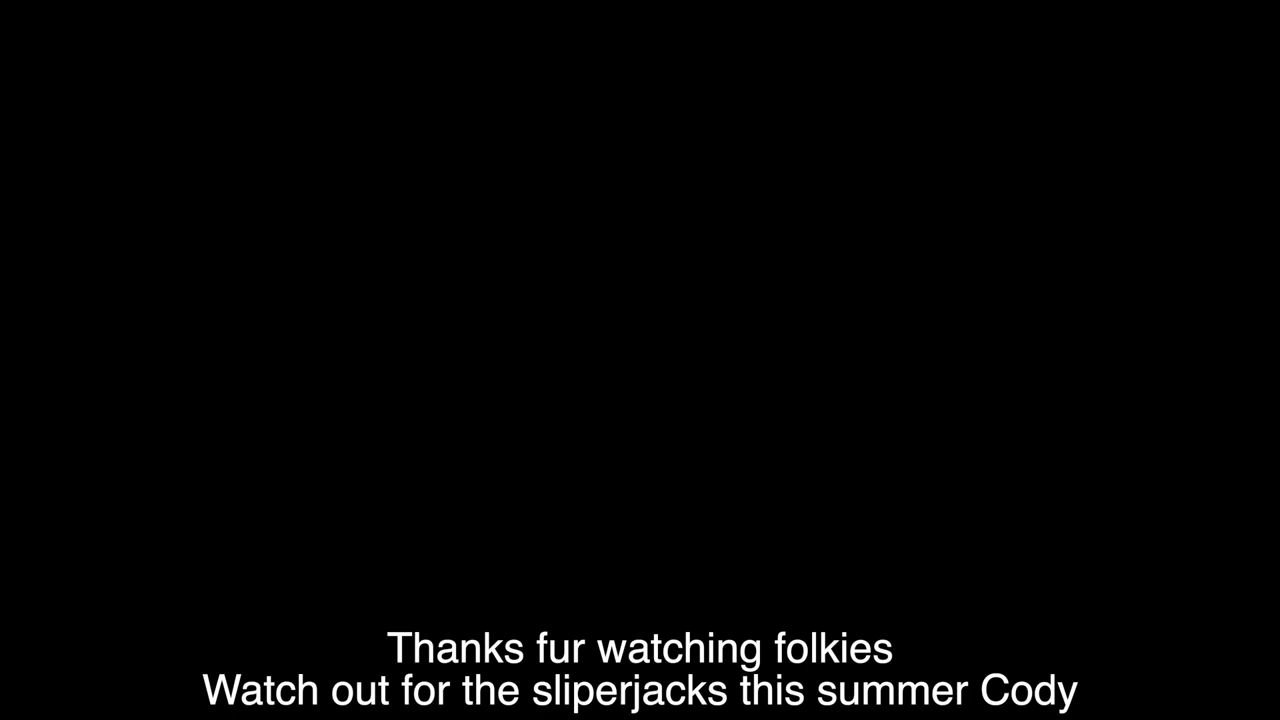 Thanks fur watching folkies
Watch out for the sliperjacks this summer Cody